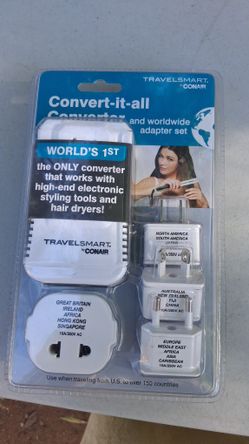 TRAVELSMART.
BY CONAIR
Convert-it-all
Converter and worldwide
adapter set
WORLD'S 1ST
the ONLY converter
that works with
high-end electronic
styling tools and
hair dryers!
TRAVELSMART
BY CONAIR
NORTH AMERICA
SOUTH AMERICA
GREAT BRITAIN
IRELAND
AFRICA
HONG KONG
SINGAPORE
AUSTRALIA
NEW ZEALAND
FIJI
CHINA
EUROPE
MIDDLE EAST
AFRICA
ASIA
CARIBBEAN
Use when traveling from U.S. to over 150 countries